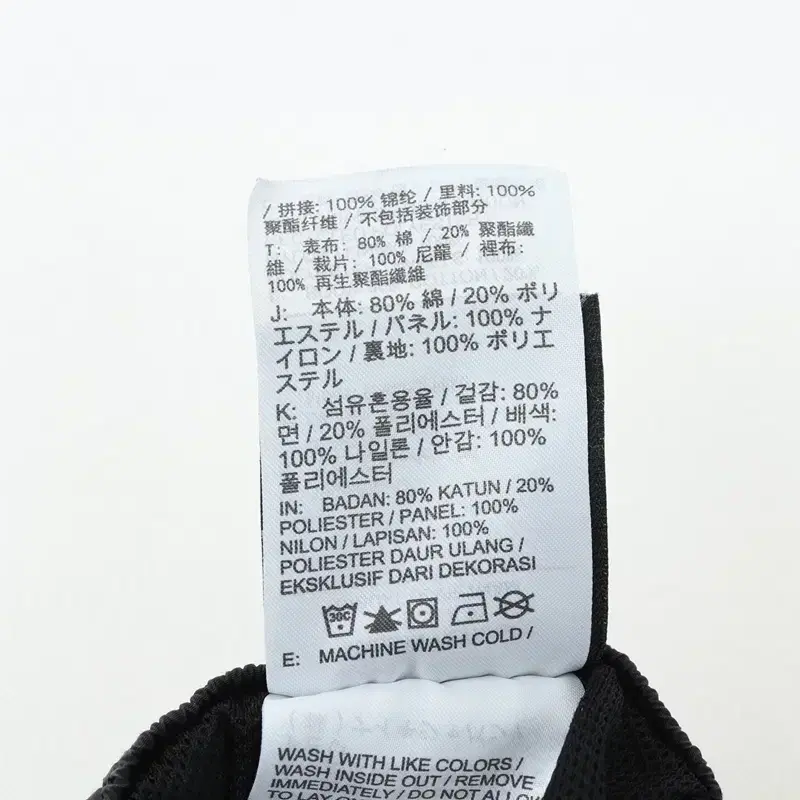 / 拼接: 100% 锦纶 / 里料: 100%
聚酯纤维 / 不包括装饰部分
T: 表布: 80% 棉 / 20% 聚酯纖
維 / 裁片: 100% 尼龍 / 裡布:
100% 再生聚酯纖維
J: 本体: 80% 綿 / 20% ポリ
エステル / パネル: 100% ナ
イロン / 裏地: 100% ポリエ
ステル
K: 섬유혼용율 / 겉감: 80%
면 / 20% 폴리에스터 / 배색:
100% 나일론 / 안감: 100%
폴리에스터
IN: BADAN: 80% KATUN / 20%
POLIESTER / PANEL: 100%
NILON / LAPISAN: 100%
POLIESTER DAUR ULANG /
EKSKLUSIF DARI DEKORASI
30C
E: MACHINE WASH COLD /
WASH WITH LIKE COLORS /
WASH INSIDE OUT / REMOVE
IMMEDIATELY / DO NOT ALLOW
TO LAY